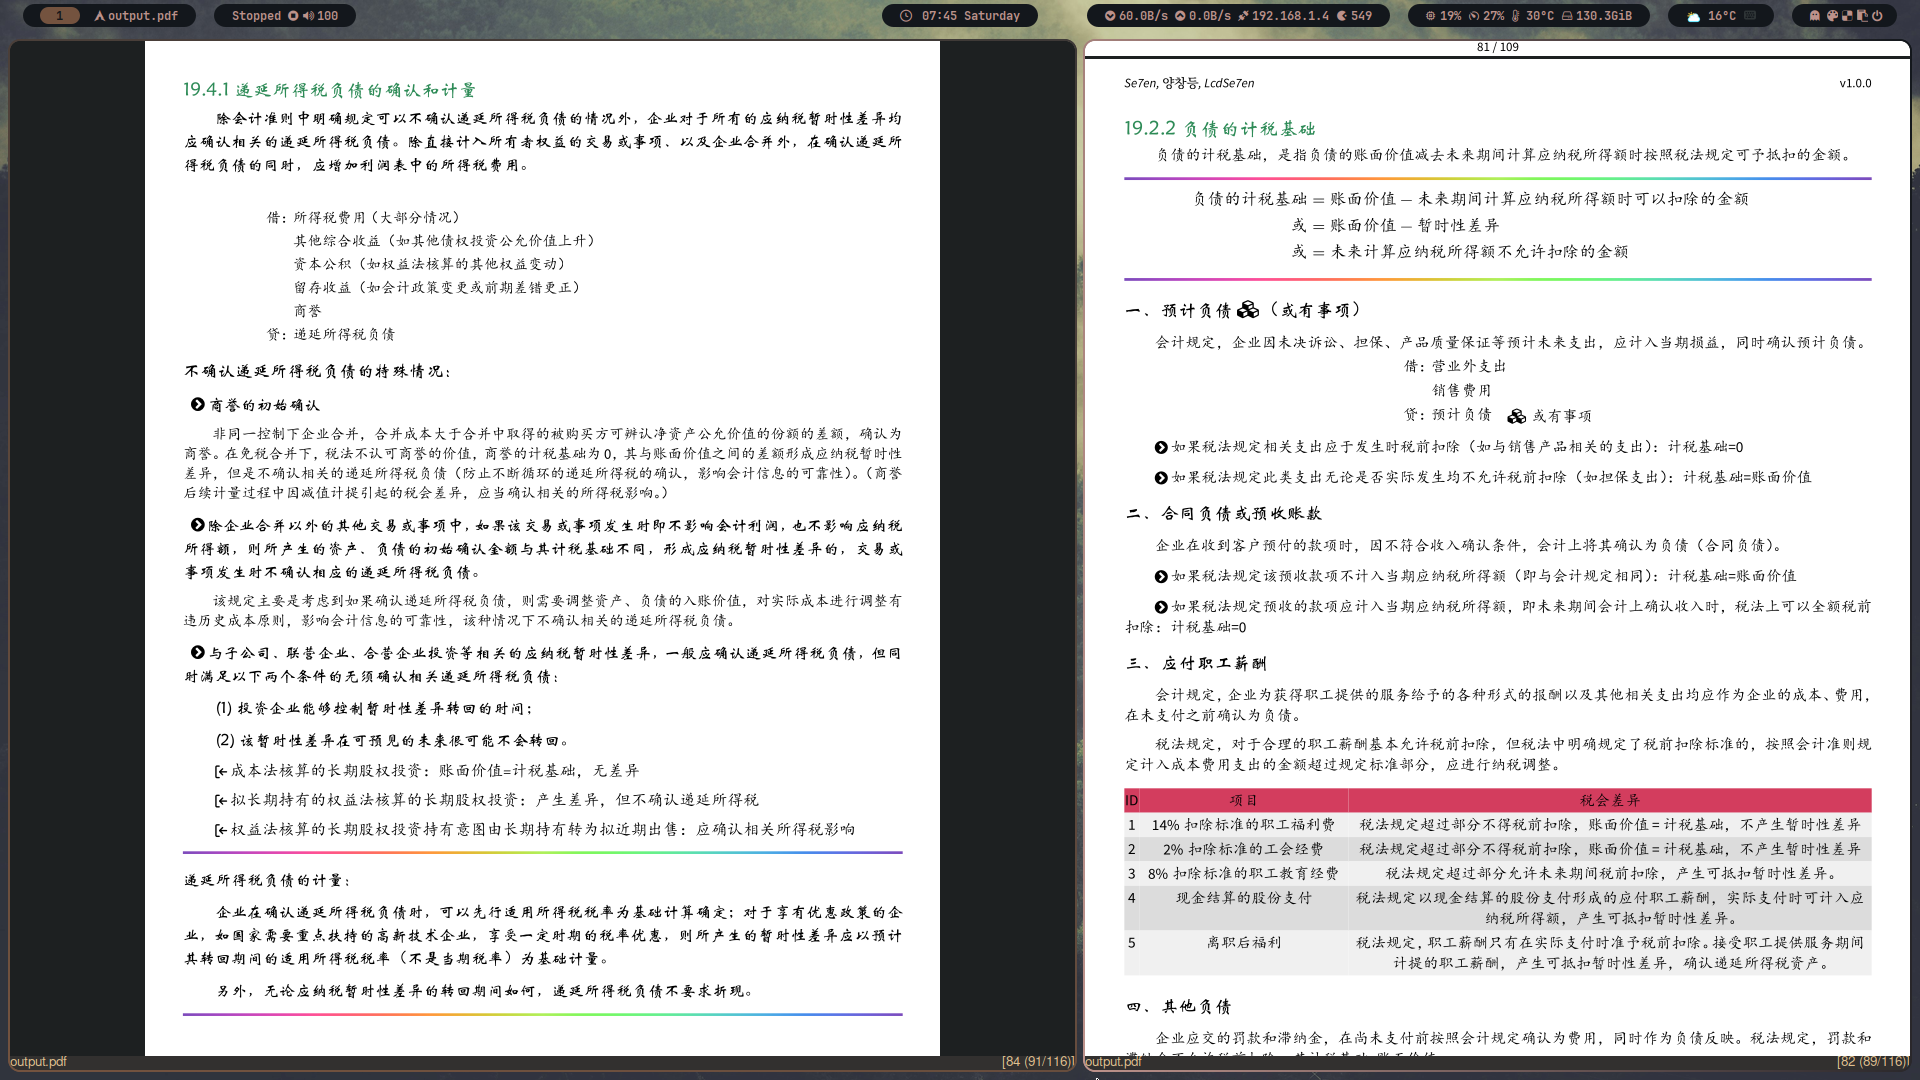 1
output.pdf
Stopped 100
07:45 Saturday
60.0B/s 0.0B/s 192.168.1.4 549
19% 27% 30°C 130.3GiB
16°C
19.4.1 递延所得税负债的确认和计量
除会计准则中明确规定可以不确认递延所得税负债的情况外，企业对于所有的应纳税暂时性差异均
应确认相关的递延所得税负债。除直接计入所有者权益的交易或事项、以及企业合并外，在确认递延所
得税负债的同时，应增加利润表中的所得税费用。
借：所得税费用（大部分情况）
其他综合收益（如其他债权投资公允价值上升）
资本公积（如权益法核算的其他权益变动）
留存收益（如会计政策变更或前期差错更正）
商誉
贷：递延所得税负债
不确认递延所得税负债的特殊情况：
商誉的初始确认
非同一控制下企业合并，合并成本大于合并中取得的被购买方可辨认净资产公允价值的份额的差额，确认为
商誉。在免税合并下，税法不认可商誉的价值，商誉的计税基础为 0，其与账面价值之间的差额形成应纳税暂时性
差异，但是不确认相关的递延所得税负债（防止不断循环的递延所得税的确认，影响会计信息的可靠性）。（商誉
后续计量过程中因减值计提引起的税会差异，应当确认相关的所得税影响。）
除企业合并以外的其他交易或事项中，如果该交易或事项发生时即不影响会计利润，也不影响应纳税
所得额，则所产生的资产、负债的初始确认金额与其计税基础不同，形成应纳税暂时性差异的，交易或
事项发生时不确认相应的递延所得税负债。
该规定主要是考虑到如果确认递延所得税负债，则需要调整资产、负债的入账价值，对实际成本进行调整有
违历史成本原则，影响会计信息的可靠性，该种情况下不确认相关的递延所得税负债。
与子公司、联营企业、合营企业投资等相关的应纳税暂时性差异，一般应确认递延所得税负债，但同
时满足以下两个条件的无须确认相关递延所得税负债：
(1) 投资企业能够控制暂时性差异转回的时间；
(2) 该暂时性差异在可预见的未来很可能不会转回。
成本法核算的长期股权投资：账面价值=计税基础，无差异
拟长期持有的权益法核算的长期股权投资：产生差异，但不确认递延所得税
权益法核算的长期股权投资持有意图由长期持有转为拟近期出售：应确认相关所得税影响
递延所得税负债的计量：
企业在确认递延所得税负债时，可以先行适用所得税税率为基础计算确定；对于享有优惠政策的企
业，如国家需要重点扶持的高新技术企业，享受一定时期的税率优惠，则所产生的暂时性差异应以预计
其转回期间的适用所得税税率（不是当期税率）为基础计量。
另外，无论应纳税暂时性差异的转回期间如何，递延所得税负债不要求折现。
output.pdf [84 (91/116)]
81 / 109
Se7en, 양창등, LcdSe7en v1.0.0
19.2.2 负债的计税基础
负债的计税基础，是指负债的账面价值减去未来期间计算应纳税所得额时按照税法规定可予抵扣的金额。
负债的计税基础 = 账面价值 − 未来期间计算应纳税所得额时可以扣除的金额
或 = 账面价值 − 暂时性差异
或 = 未来计算应纳税所得额不允许扣除的金额
一、预计负债（或有事项）
会计规定，企业因未决诉讼、担保、产品质量保证等预计未来支出，应计入当期损益，同时确认预计负债。
借：营业外支出
销售费用
贷：预计负债 或有事项
如果税法规定相关支出应于发生时税前扣除（如与销售产品相关的支出）：计税基础=0
如果税法规定此类支出无论是否实际发生均不允许税前扣除（如担保支出）：计税基础=账面价值
二、合同负债或预收账款
企业在收到客户预付的款项时，因不符合收入确认条件，会计上将其确认为负债（合同负债）。
如果税法规定该预收款项不计入当期应纳税所得额（即与会计规定相同）：计税基础=账面价值
如果税法规定预收的款项应计入当期应纳税所得额，即未来期间会计上确认收入时，税法上可以全额税前
扣除：计税基础=0
三、应付职工薪酬
会计规定，企业为获得职工提供的服务给予的各种形式的报酬以及其他相关支出均应作为企业的成本、费用，
在未支付之前确认为负债。
税法规定，对于合理的职工薪酬基本允许税前扣除，但税法中明确规定了税前扣除标准的，按照会计准则规
定计入成本费用支出的金额超过规定标准部分，应进行纳税调整。
ID 项目 税会差异
1 14% 扣除标准的职工福利费 税法规定超过部分不得税前扣除，账面价值 = 计税基础，不产生暂时性差异
2 2% 扣除标准的工会经费 税法规定超过部分不得税前扣除，账面价值 = 计税基础，不产生暂时性差异
3 8% 扣除标准的职工教育经费 税法规定超过部分允许未来期间税前扣除，产生可抵扣暂时性差异。
4 现金结算的股份支付 税法规定以现金结算的股份支付形成的应付职工薪酬，实际支付时可计入应
纳税所得额，产生可抵扣暂时性差异。
5 离职后福利 税法规定，职工薪酬只有在实际支付时准予税前扣除。接受职工提供服务期间
计提的职工薪酬，产生可抵扣暂时性差异，确认递延所得税资产。
四、其他负债
企业应交的罚款和滞纳金，在尚未支付前按照会计规定确认为费用，同时作为负债反映。税法规定，罚款和
output.pdf [82 (89/116)]